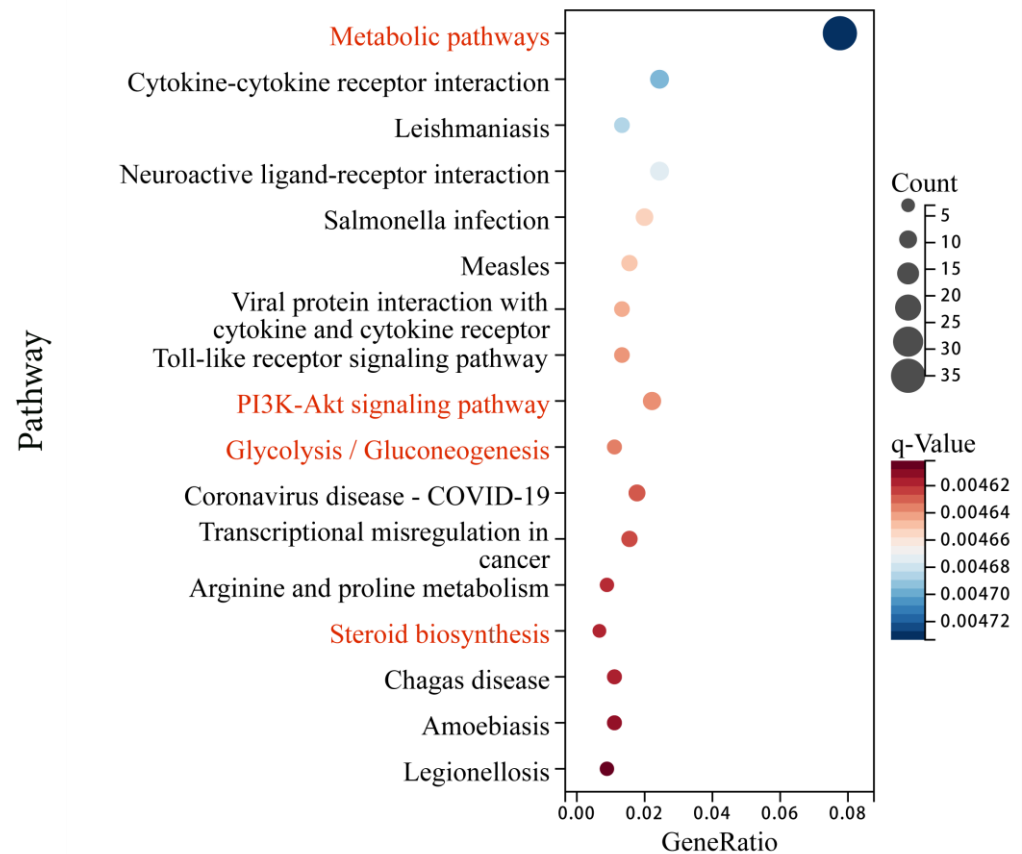 Metabolic pathways
Cytokine-cytokine receptor interaction
Leishmaniasis
Neuroactive ligand-receptor interaction
Salmonella infection
Measles
Viral protein interaction with
cytokine and cytokine receptor
Toll-like receptor signaling pathway
PI3K-Akt signaling pathway
Glycolysis / Gluconeogenesis
Coronavirus disease - COVID-19
Transcriptional misregulation in
cancer
Arginine and proline metabolism
Steroid biosynthesis
Chagas disease
Amoebiasis
Legionellosis
Pathway
0.00 0.02 0.04 0.06 0.08
GeneRatio
Count
5
10
15
20
25
30
35
q-Value
0.00462
0.00464
0.00466
0.00468
0.00470
0.00472